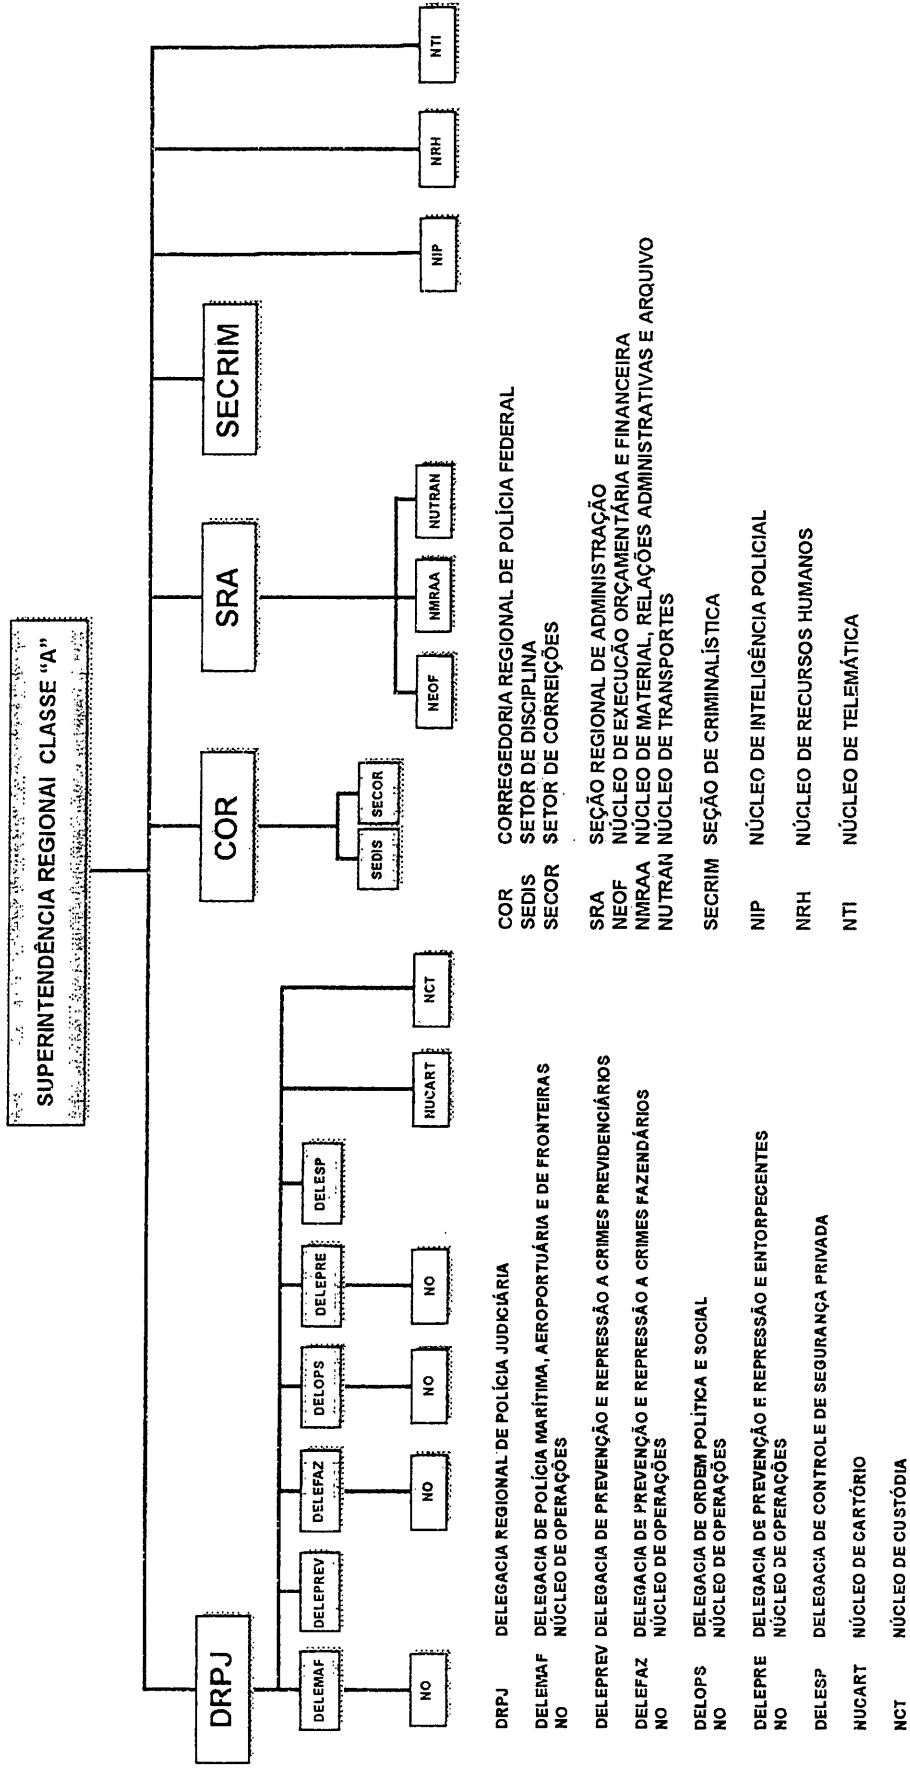 SUPERINTENDÊNCIA REGIONAL CLASSE “A”
DRPJ
COR
SRA
SECRIM
NIP
NRH
NTI
DELEMAF
DELEPREV
DELEFAZ
DELOPS
DELEPRE
DELESP
NUCART
NCT
NO
NO
NO
NO
SEDIS
SECOR
NEOF
NMRAA
NUTRAN
DRPJ DELEGACIA REGIONAL DE POLÍCIA JUDICIÁRIA
DELEMAF DELEGACIA DE POLÍCIA MARÍTIMA, AEROPORTUÁRIA E DE FRONTEIRAS
NO NÚCLEO DE OPERAÇÕES
DELEPREV DELEGACIA DE PREVENÇÃO E REPRESSÃO A CRIMES PREVIDENCIÁRIOS
DELEFAZ DELEGACIA DE PREVENÇÃO E REPRESSÃO A CRIMES FAZENDÁRIOS
NO NÚCLEO DE OPERAÇÕES
DELOPS DELEGACIA DE ORDEM POLÍTICA E SOCIAL
NO NÚCLEO DE OPERAÇÕES
DELEPRE DELEGACIA DE PREVENÇÃO E REPRESSÃO E ENTORPECENTES
NO NÚCLEO DE OPERAÇÕES
DELESP DELEGACIA DE CONTROLE DE SEGURANÇA PRIVADA
NUCART NÚCLEO DE CARTÓRIO
NCT NÚCLEO DE CUSTÓDIA
COR CORREGEDORIA REGIONAL DE POLÍCIA FEDERAL
SEDIS SETOR DE DISCIPLINA
SECOR SETOR DE CORREIÇÕES
SRA SEÇÃO REGIONAL DE ADMINISTRAÇÃO
NEOF NÚCLEO DE EXECUCÃO ORÇAMENTÁRIA E FINANCEIRA
NMRAA NÚCLEO DE MATERIAL, RELAÇÕES ADMINISTRATIVAS E ARQUIVO
NUTRAN NÚCLEO DE TRANSPORTES
SECRIM SEÇÃO DE CRIMINALÍSTICA
NIP NÚCLEO DE INTELIGÊNCIA POLICIAL
NRH NÚCLEO DE RECURSOS HUMANOS
NTI NÚCLEO DE TELEMÁTICA